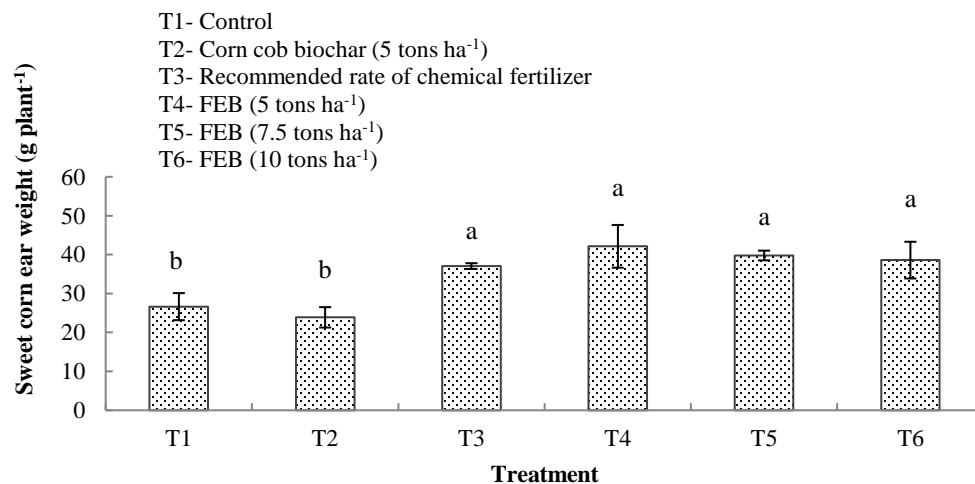 T1- Control
T2- Corn cob biochar (5 tons ha⁻¹)
T3- Recommended rate of chemical fertilizer
T4- FEB (5 tons ha⁻¹)
T5- FEB (7.5 tons ha⁻¹)
T6- FEB (10 tons ha⁻¹)
Sweet corn ear weight (g plant⁻¹)
60
50
40
30
20
10
0
b b a a a a
T1 T2 T3 T4 T5 T6
Treatment